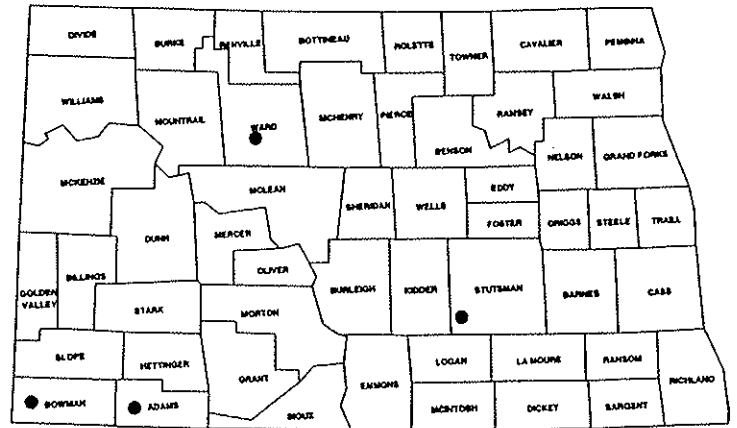 DIVIDE
BURKE
RENVILLE
BOTTINEAU
ROLETTE
TOWNER
CAVALIER
PEMBINA
WILLIAMS
MOUNTRAIL
WARD
MCHENRY
PIERCE
BENSON
RAMSEY
WALSH
MCKENZIE
MCLEAN
SHERIDAN
WELLS
EDDY
FOSTER
NELSON
GRAND FORKS
DUNN
MERCER
OLIVER
GRIGGS
STEELE
TRAILL
GOLDEN
VALLEY
BILLINGS
STARK
MORTON
BURLEIGH
KIDDER
STUTSMAN
BARNES
CASS
SLOPE
HETTINGER
GRANT
EMMONS
LOGAN
LA MOURE
RANSOM
RICHLAND
BOWMAN
ADAMS
SIOUX
MCINTOSH
DICKEY
SARGENT